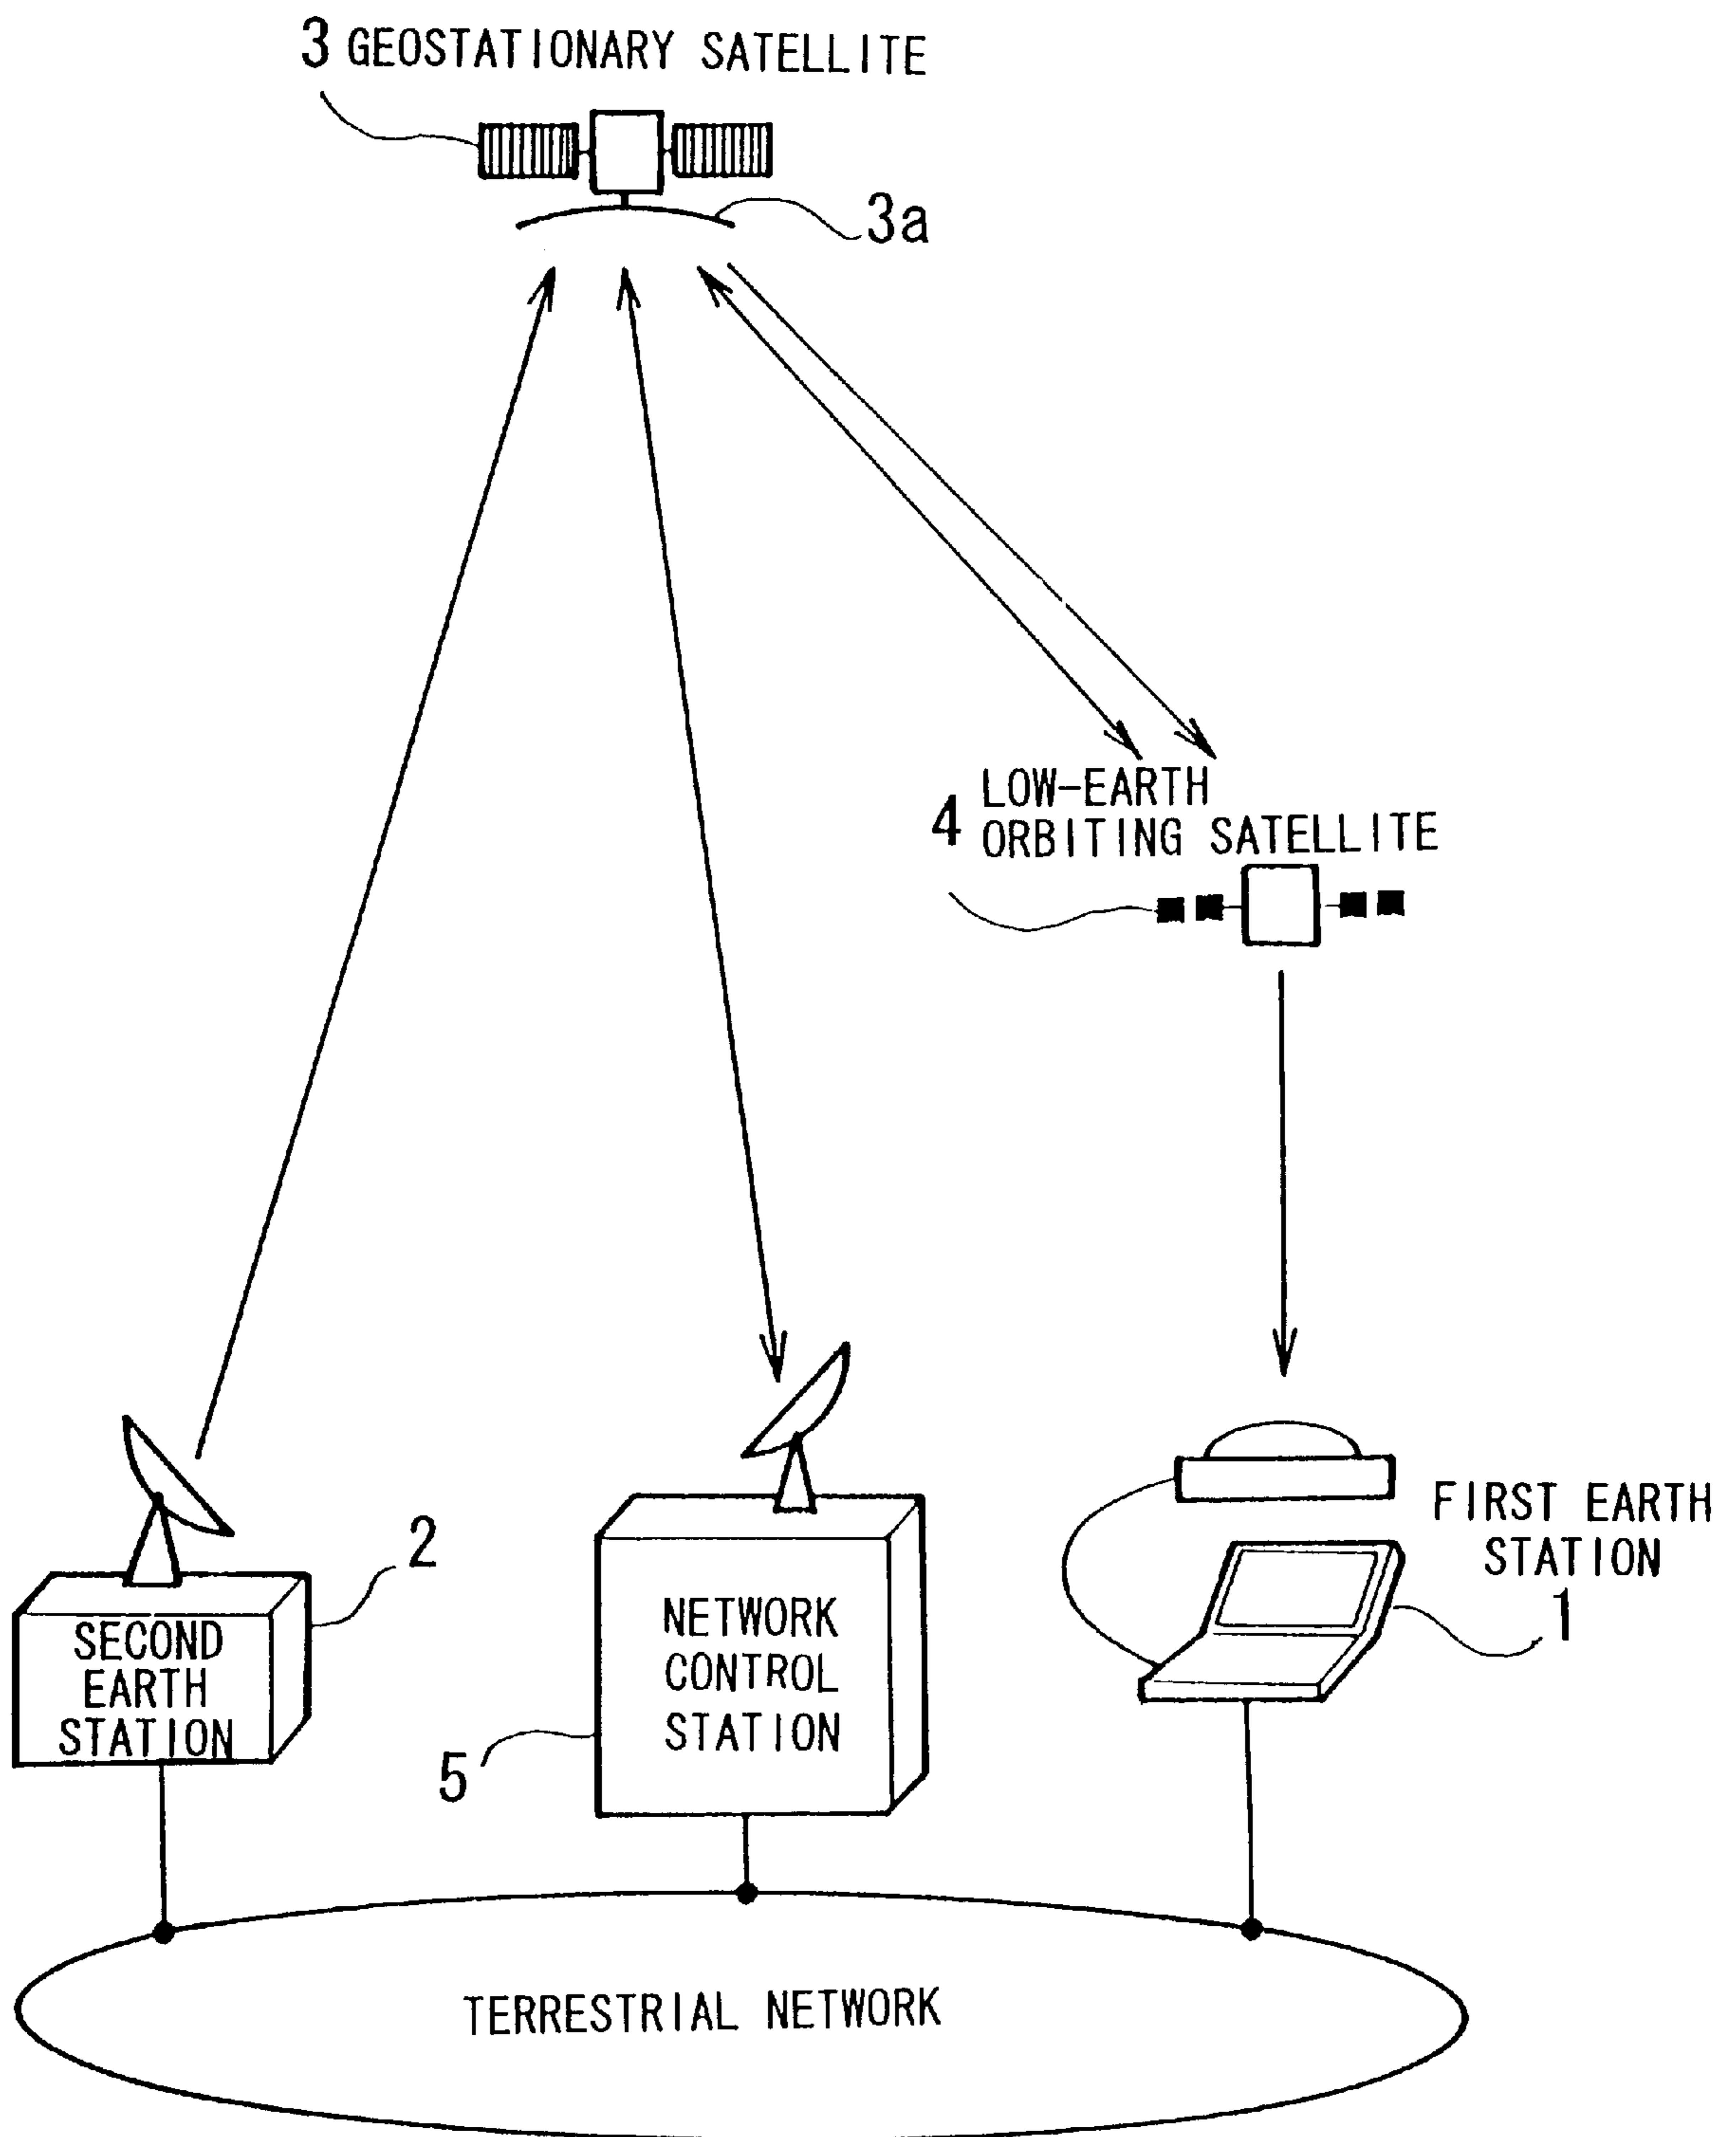 3 GEOSTATIONARY SATELLITE
3a
4 LOW-EARTH
ORBITING SATELLITE
FIRST EARTH
STATION
1
2
SECOND
EARTH
STATION
NETWORK
CONTROL
STATION
5
TERRESTRIAL NETWORK